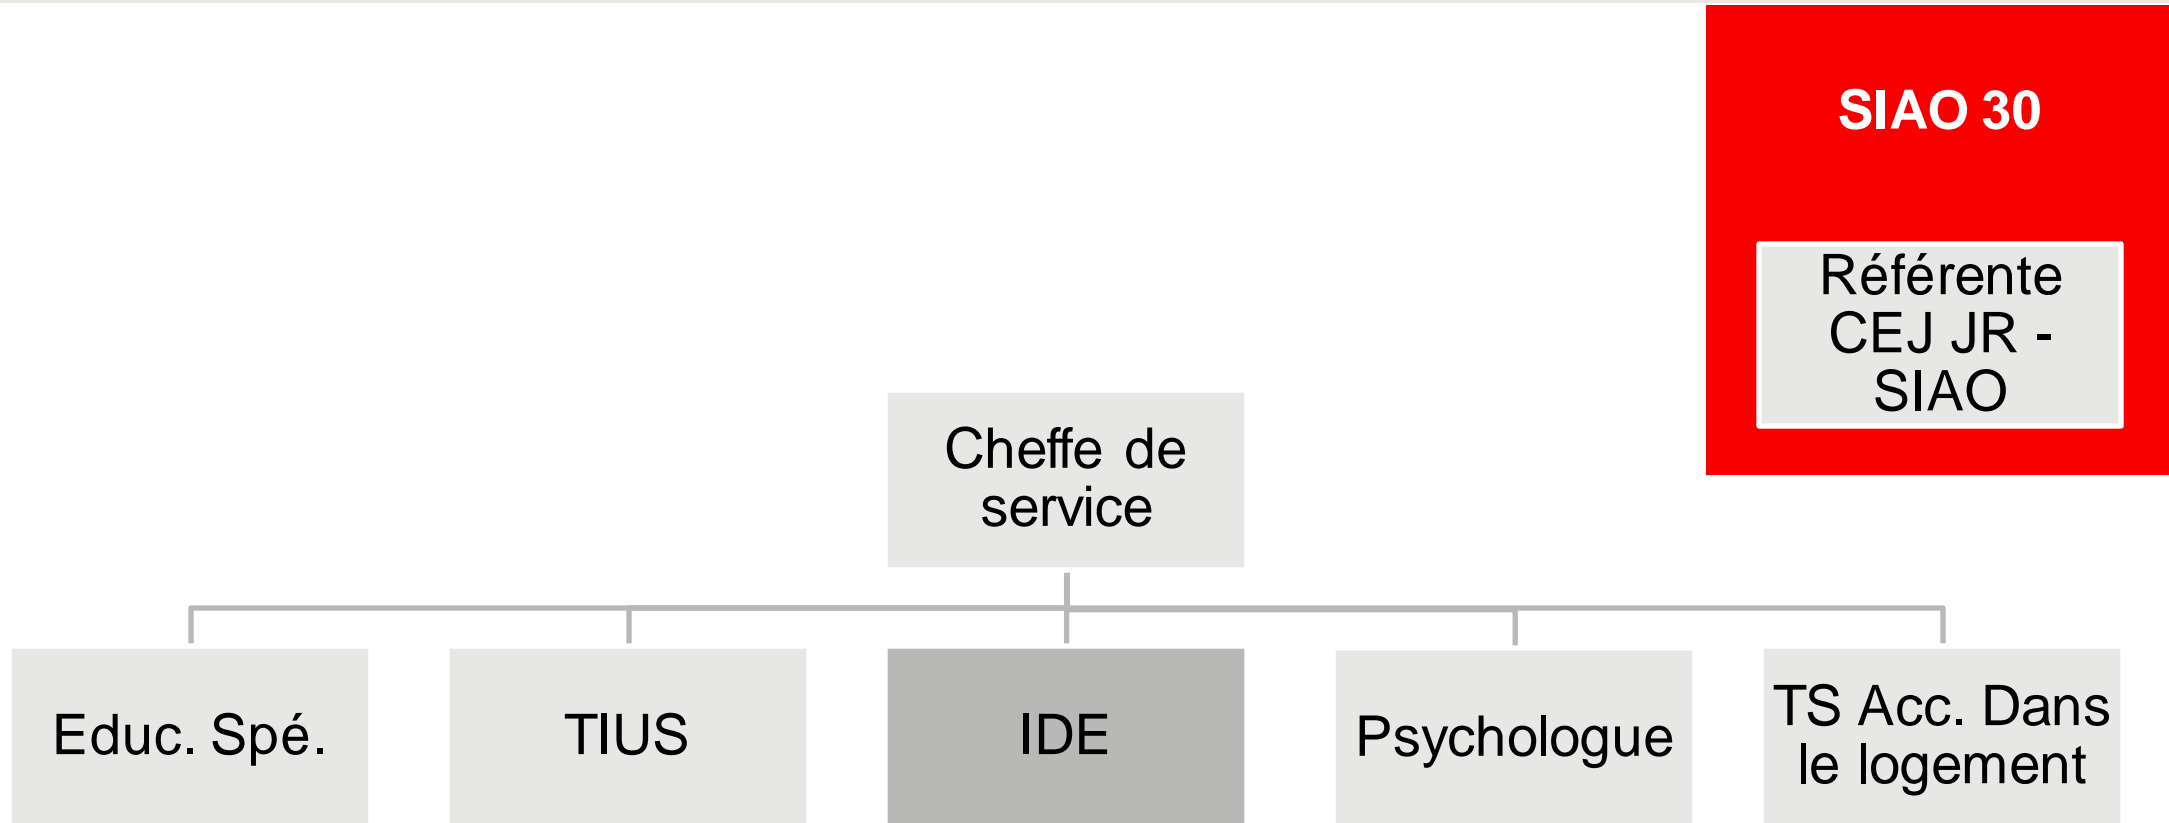 SIAO 30
Référente
CEJ JR -
SIAO
Cheffe de
service
Educ. Spé.
TIUS
IDE
Psychologue
TS Acc. Dans
le logement